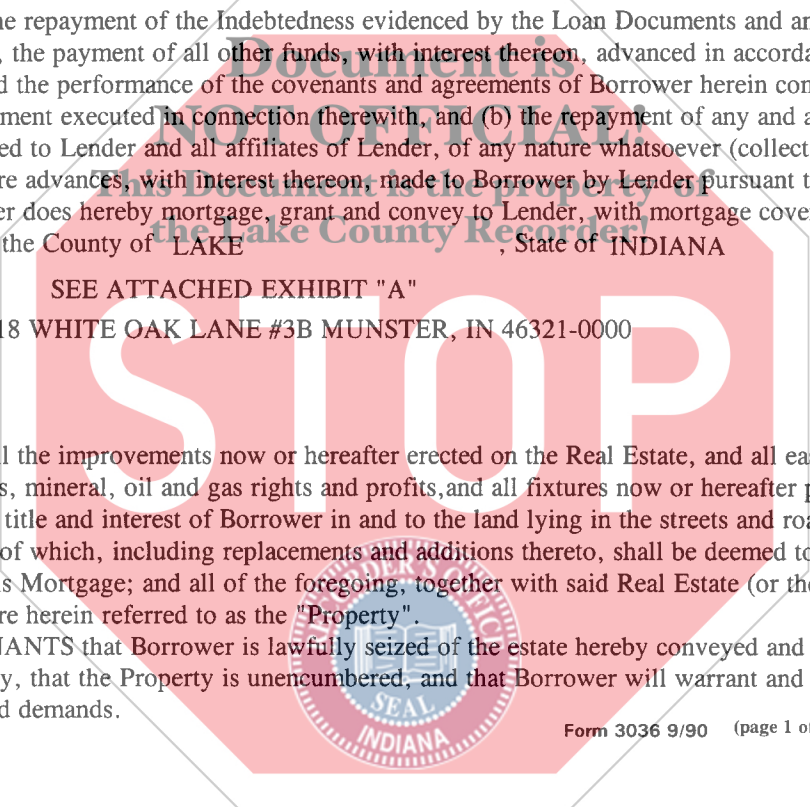 he repayment of the Indebtedness evidenced by the Loan Documents and an
, the payment of all other funds, with interest thereon, advanced in accorda
Document is
d the performance of the covenants and agreements of Borrower herein con
ment executed in connection therewith, and (b) the repayment of any and a
NOT OFFICIAL!
ed to Lender and all affiliates of Lender, of any nature whatsoever (collect
re advances, with interest thereon, made to Borrower by Lender pursuant t
This Document is the property of
er does hereby mortgage, grant and convey to Lender, with mortgage cove
the Lake County Recorder!
the County of LAKE , State of INDIANA
SEE ATTACHED EXHIBIT "A"
18 WHITE OAK LANE #3B MUNSTER, IN 46321-0000
STOP
l the improvements now or hereafter erected on the Real Estate, and all ea
s, mineral, oil and gas rights and profits,and all fixtures now or hereafter p
title and interest of Borrower in and to the land lying in the streets and roa
of which, including replacements and additions thereto, shall be deemed to
s Mortgage; and all of the foregoing, together with said Real Estate (or the
re herein referred to as the "Property".
NANTS that Borrower is lawfully seized of the estate hereby conveyed and
y, that the Property is unencumbered, and that Borrower will warrant and
d demands.
RECORDER'S OFFICE
SEAL
INDIANA
Form 3036 9/90 (page 1 o